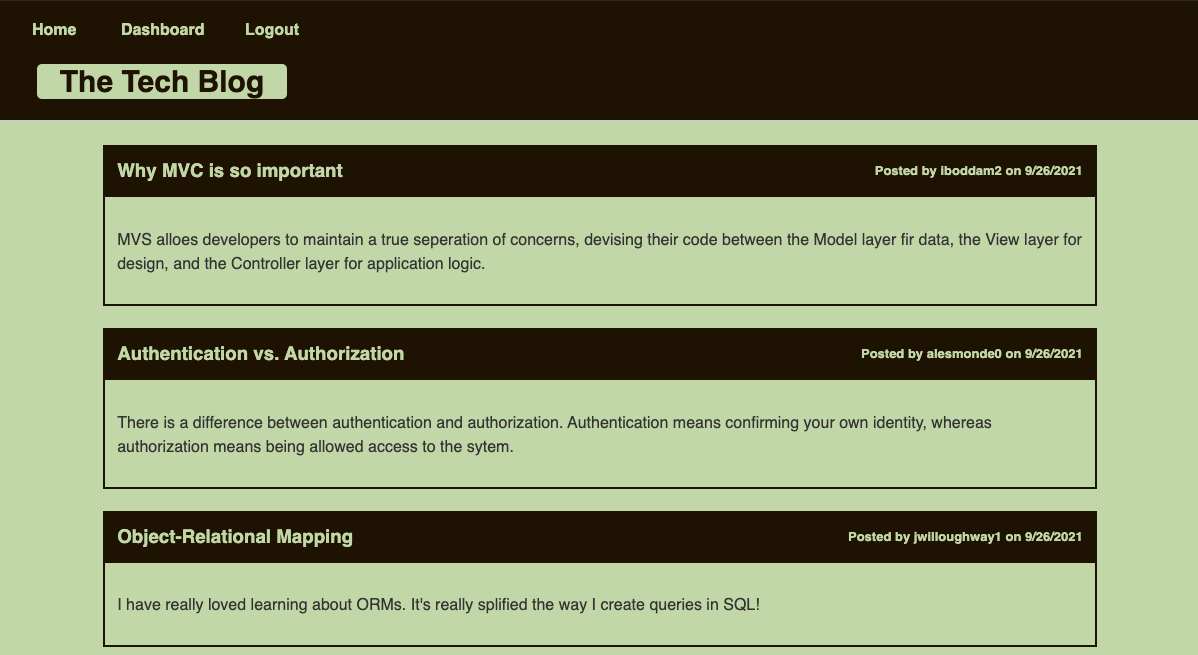 Home Dashboard Logout
The Tech Blog
Why MVC is so important Posted by lboddam2 on 9/26/2021
MVS alloes developers to maintain a true seperation of concerns, devising their code between the Model layer fir data, the View layer for
design, and the Controller layer for application logic.
Authentication vs. Authorization Posted by alesmonde0 on 9/26/2021
There is a difference between authentication and authorization. Authentication means confirming your own identity, whereas
authorization means being allowed access to the sytem.
Object-Relational Mapping Posted by jwilloughway1 on 9/26/2021
I have really loved learning about ORMs. It's really splified the way I create queries in SQL!